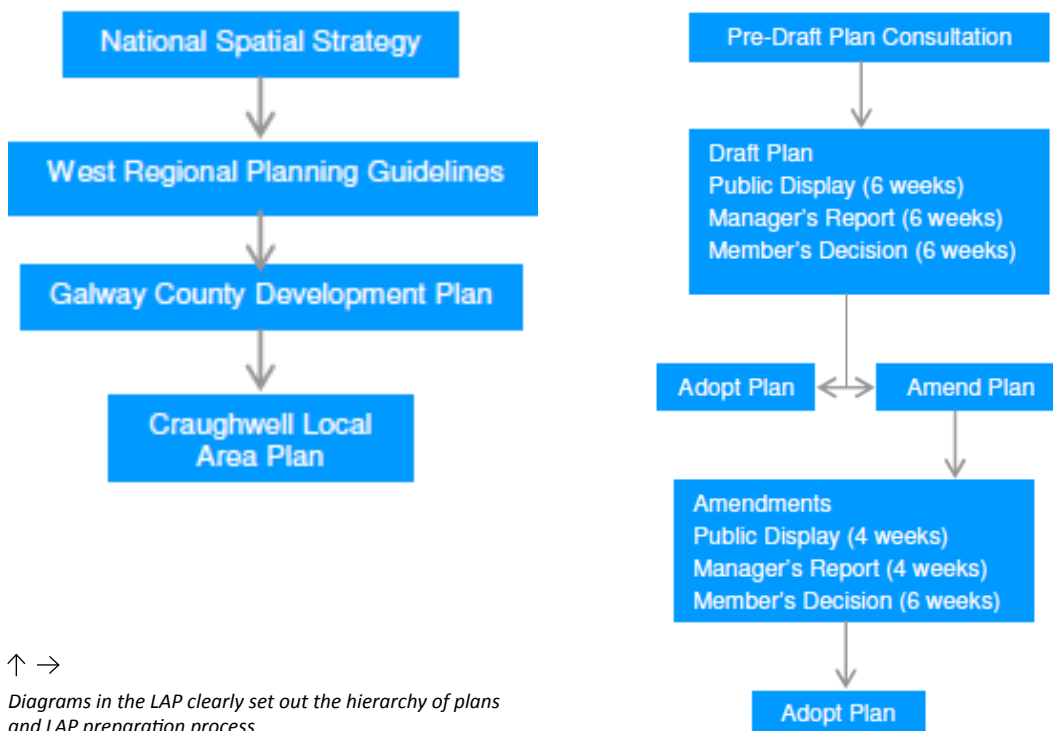 National Spatial Strategy
West Regional Planning Guidelines
Galway County Development Plan
Craughwell Local
Area Plan
↑ →
Diagrams in the LAP clearly set out the hierarchy of plans
and LAP preparation process
Pre-Draft Plan Consultation
Draft Plan
Public Display (6 weeks)
Manager's Report (6 weeks)
Member's Decision (6 weeks)
Adopt Plan
Amend Plan
Amendments
Public Display (4 weeks)
Manager's Report (4 weeks)
Member's Decision (6 weeks)
Adopt Plan